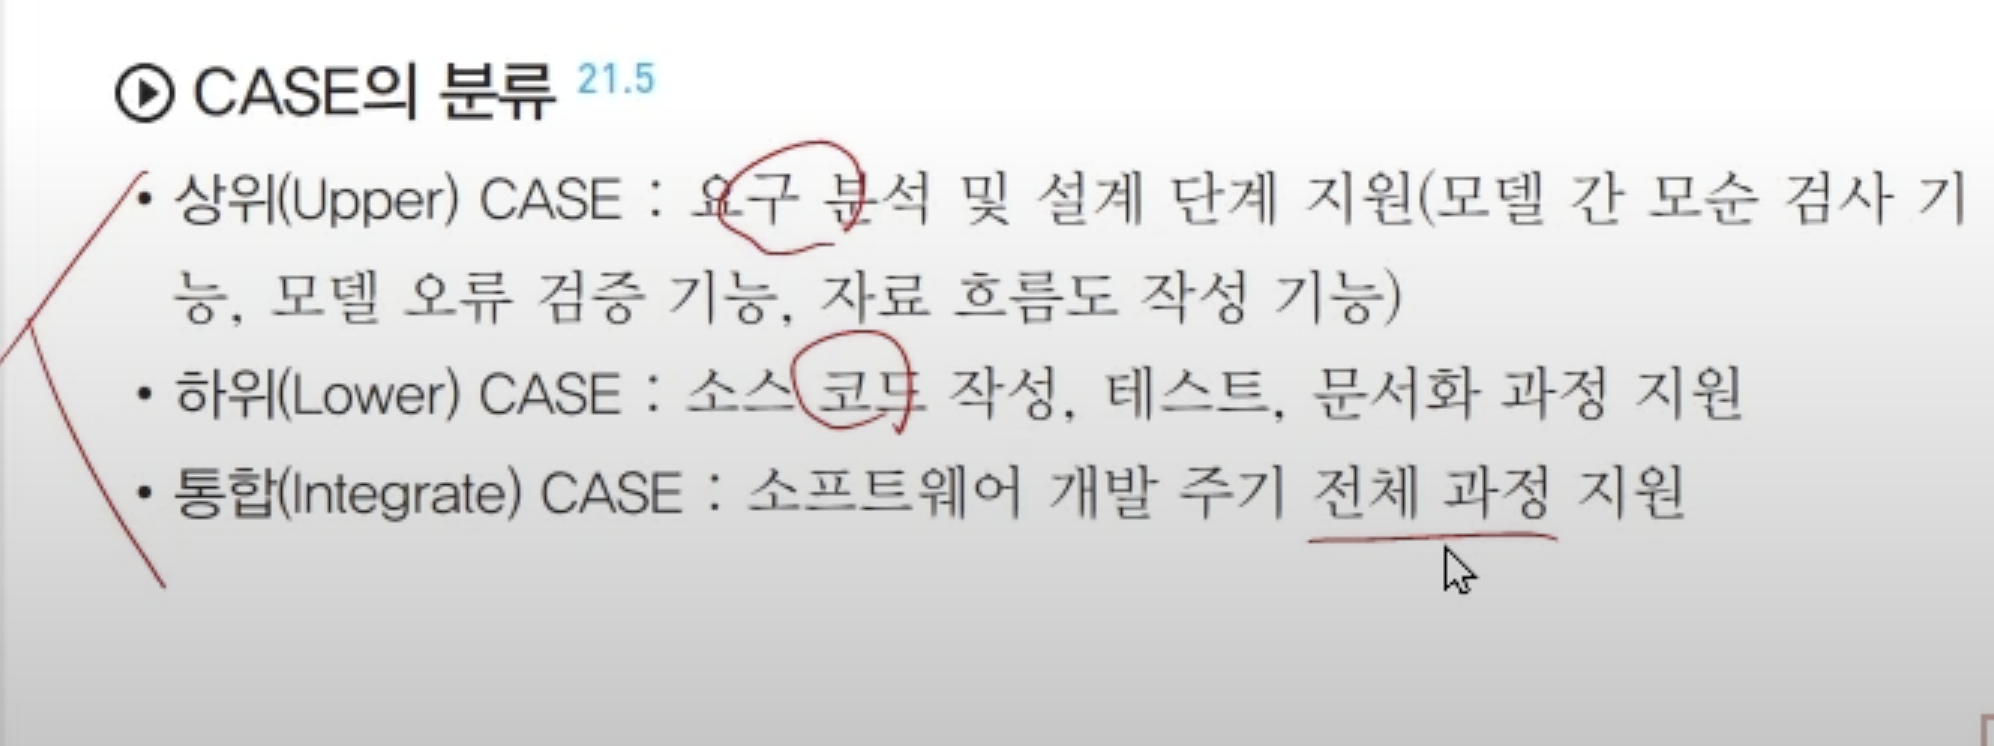 CASE의 분류 21.5
• 상위(Upper) CASE : 요구 분석 및 설계 단계 지원(모델 간 모순 검사 기
능, 모델 오류 검증 기능, 자료 흐름도 작성 기능)
• 하위(Lower) CASE : 소스 코드 작성, 테스트, 문서화 과정 지원
• 통합(Integrate) CASE : 소프트웨어 개발 주기 전체 과정 지원